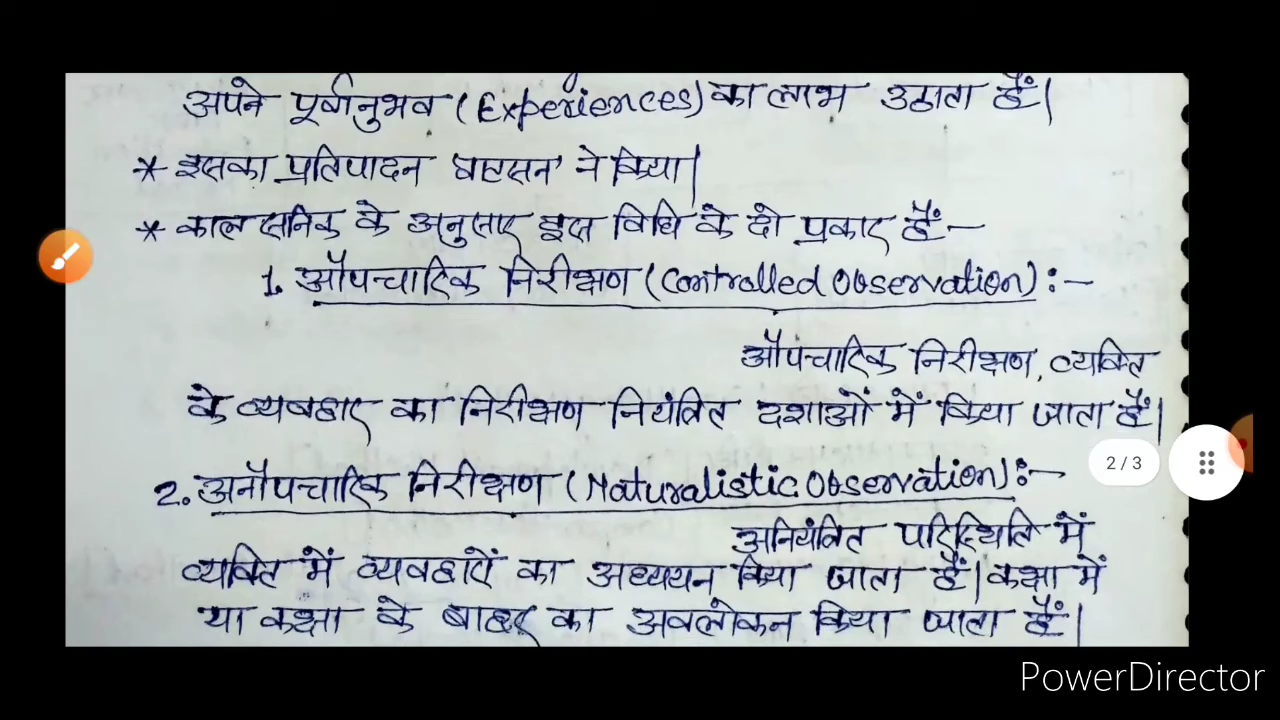 अपने पूर्वानुभव (Experiences) का लाभ उठाता है।
* इसका प्रतिपादन 'वाटसन' ने किया।
* कालसनिक के अनुसार इस विधि के दो प्रकार हैं:-
1. औपचारिक निरीक्षण (Controlled Observation):-
औपचारिक निरीक्षण, व्यक्ति
के व्यवहार का निरीक्षण नियंत्रित दशाओं में किया जाता है।
2/3
2. अनौपचारिक निरीक्षण (Naturalistic Observation):-
अनियंत्रित परिस्थिति में
व्यक्ति में व्यवहारों का अध्ययन किया जाता है। कक्षा में
या कक्षा के बाहर का अवलोकन किया जाता है।
PowerDirector